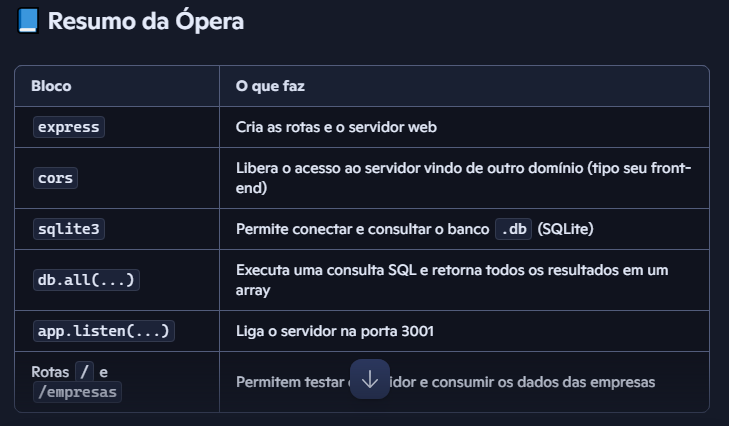 📘 Resumo da Ópera
Bloco O que faz
express Cria as rotas e o servidor web
cors Libera o acesso ao servidor vindo de outro domínio (tipo seu front-
end)
sqlite3 Permite conectar e consultar o banco .db (SQLite)
db.all(...) Executa uma consulta SQL e retorna todos os resultados em um
array
app.listen(...) Liga o servidor na porta 3001
Rotas / e
/empresas Permitem testar idor e consumir os dados das empresas